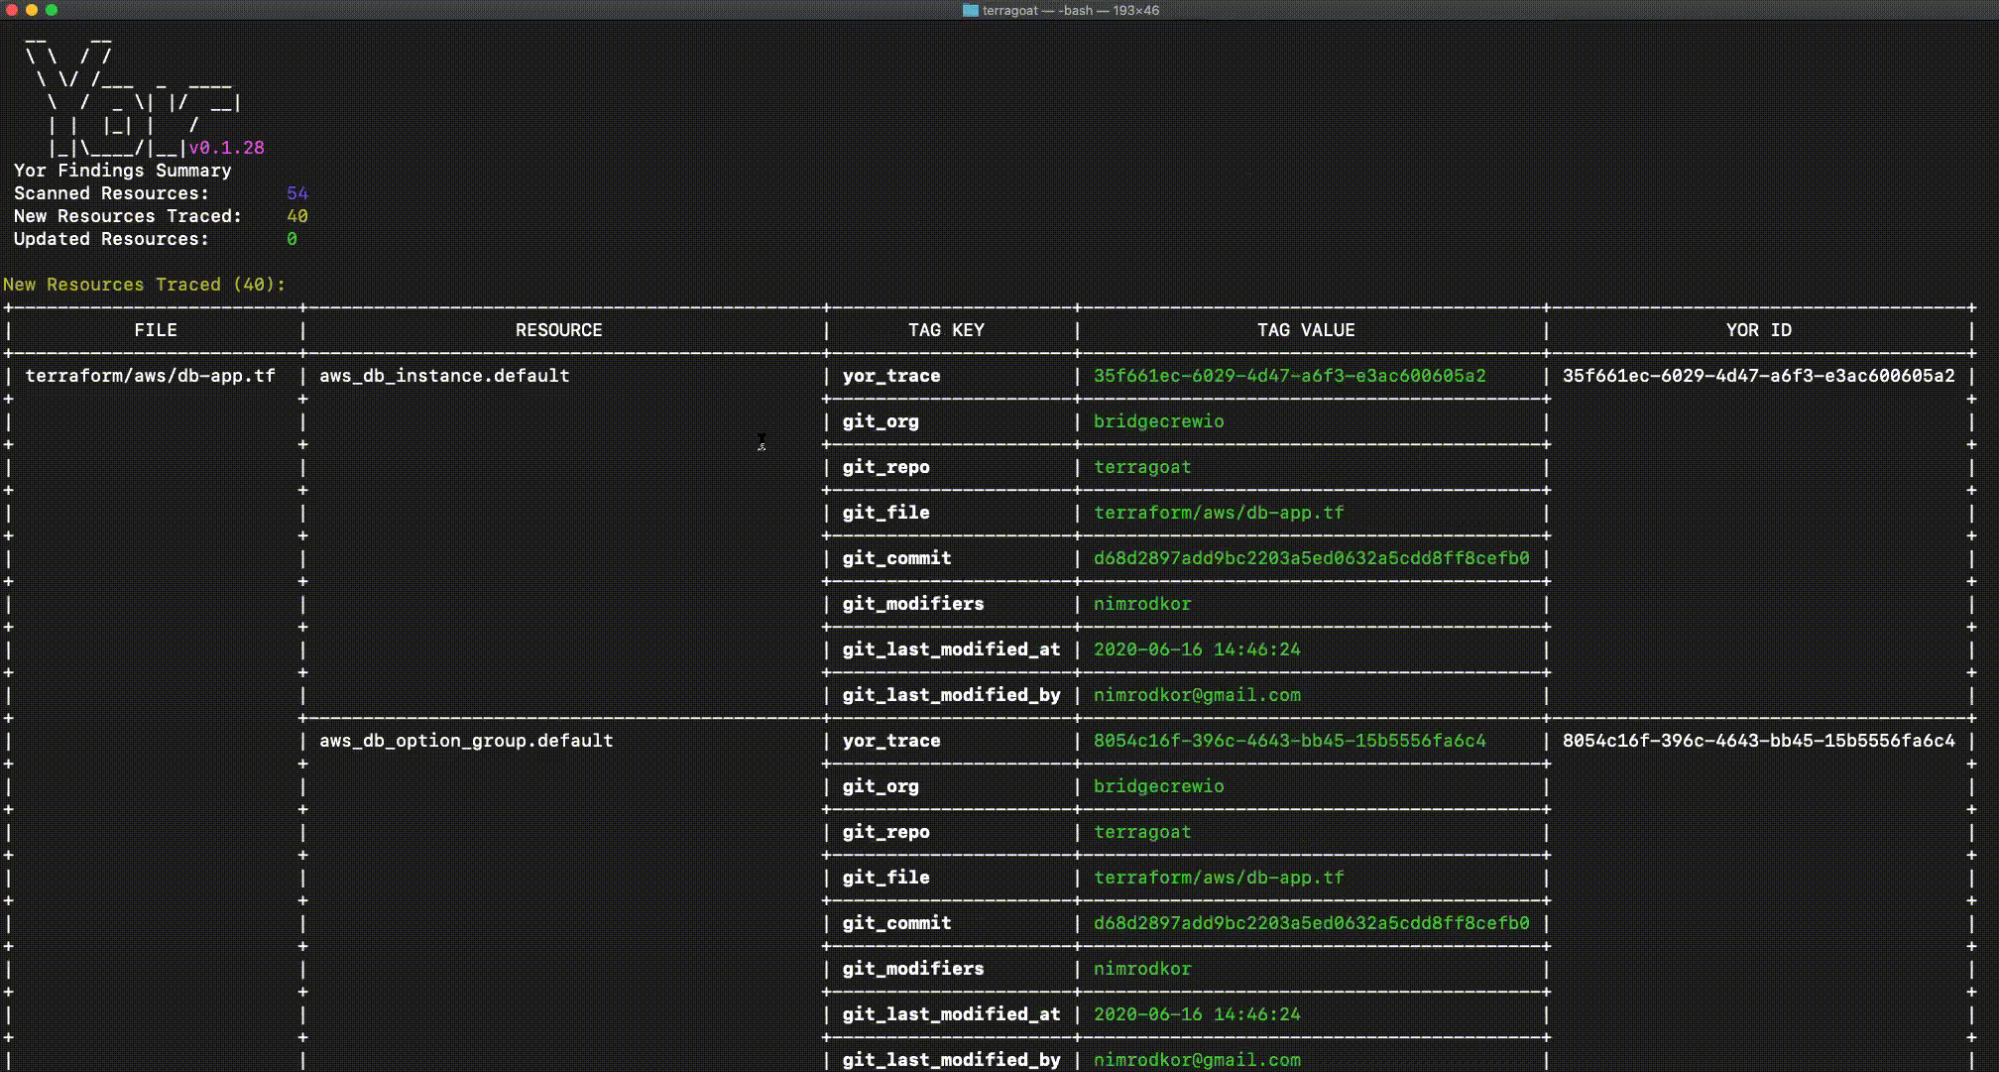 terragoat — -bash — 193×46
Yor v0.1.28
Yor Findings Summary
Scanned Resources: 54
New Resources Traced: 40
Updated Resources: 0
New Resources Traced (40):
FILE | RESOURCE | TAG KEY | TAG VALUE | YOR ID
terraform/aws/db-app.tf | aws_db_instance.default | yor_trace | 35f661ec-6029-4d47-a6f3-e3ac600605a2 | 35f661ec-6029-4d47-a6f3-e3ac600605a2
git_org | bridgecrewio
git_repo | terragoat
git_file | terraform/aws/db-app.tf
git_commit | d68d2897add9bc2203a5ed0632a5cdd8ff8cefb0
git_modifiers | nimrodkor
git_last_modified_at | 2020-06-16 14:46:24
git_last_modified_by | nimrodkor@gmail.com
aws_db_option_group.default | yor_trace | 8054c16f-396c-4643-bb45-15b5556fa6c4 | 8054c16f-396c-4643-bb45-15b5556fa6c4
git_org | bridgecrewio
git_repo | terragoat
git_file | terraform/aws/db-app.tf
git_commit | d68d2897add9bc2203a5ed0632a5cdd8ff8cefb0
git_modifiers | nimrodkor
git_last_modified_at | 2020-06-16 14:46:24
git_last_modified_by | nimrodkor@gmail.com